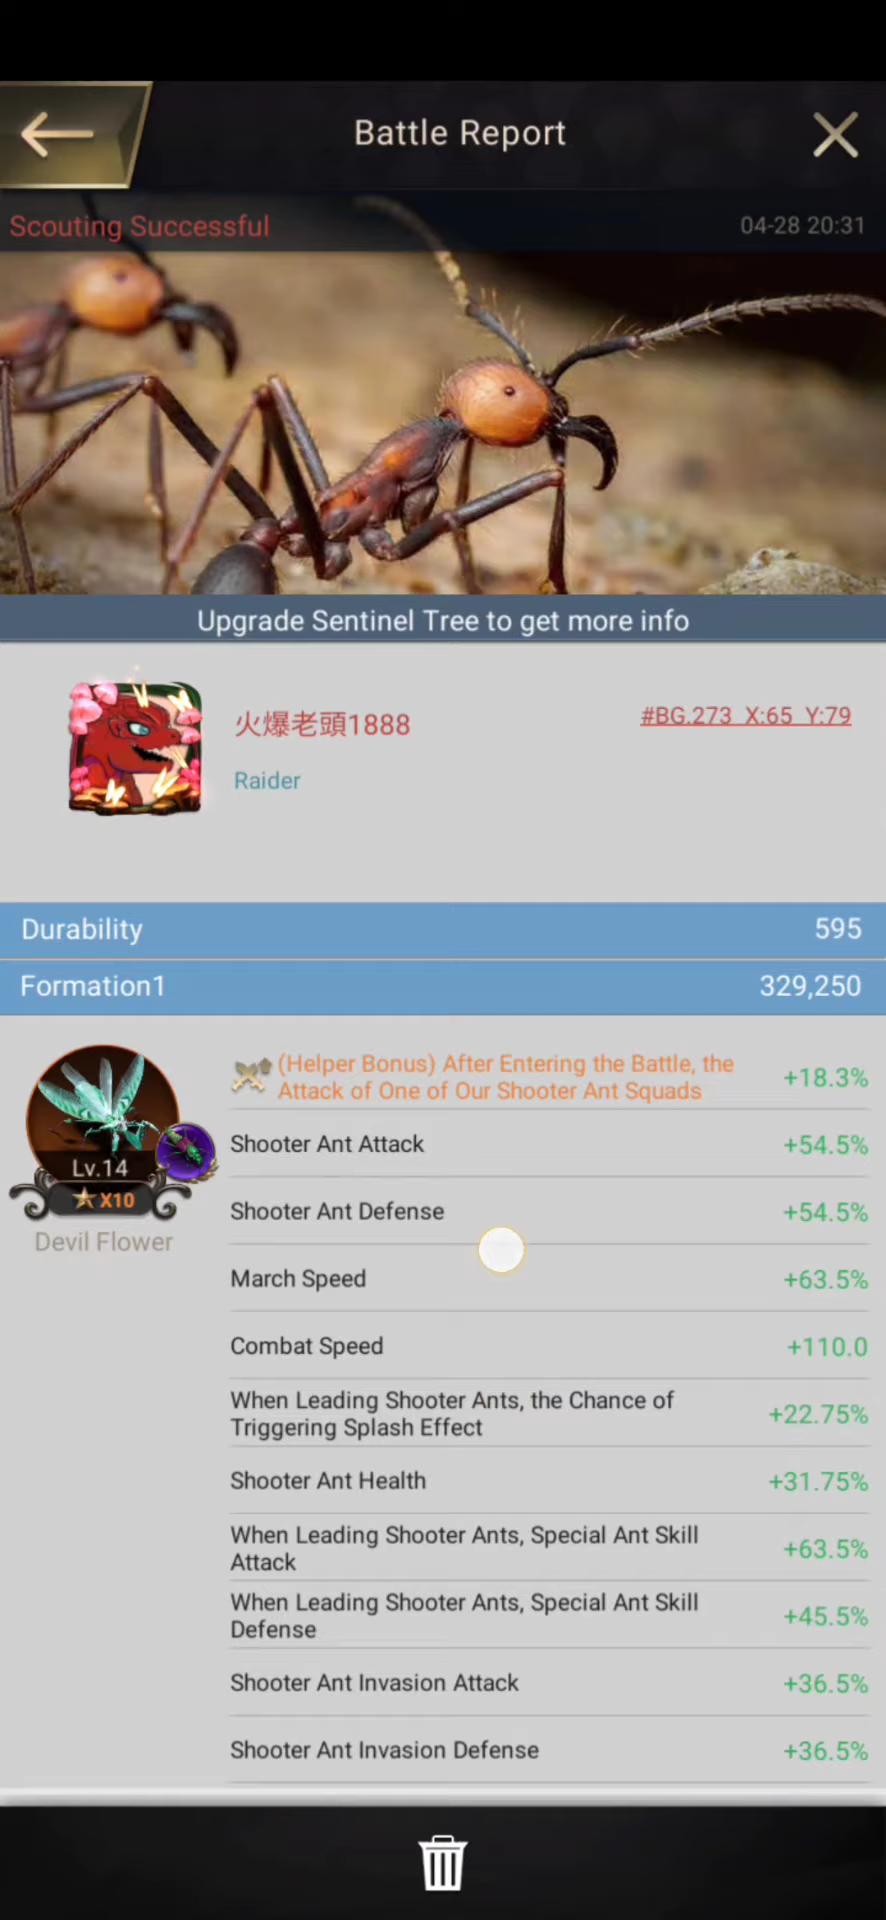 Battle Report
Scouting Successful
04-28 20:31
Upgrade Sentinel Tree to get more info
火爆老頭1888
#BG.273 X:65 Y:79
Raider
Durability
595
Formation1
329,250
(Helper Bonus) After Entering the Battle, the
Attack of One of Our Shooter Ant Squads
+18.3%
Lv.14
X10
Devil Flower
Shooter Ant Attack
+54.5%
Shooter Ant Defense
+54.5%
March Speed
+63.5%
Combat Speed
+110.0
When Leading Shooter Ants, the Chance of
Triggering Splash Effect
+22.75%
Shooter Ant Health
+31.75%
When Leading Shooter Ants, Special Ant Skill
Attack
+63.5%
When Leading Shooter Ants, Special Ant Skill
Defense
+45.5%
Shooter Ant Invasion Attack
+36.5%
Shooter Ant Invasion Defense
+36.5%